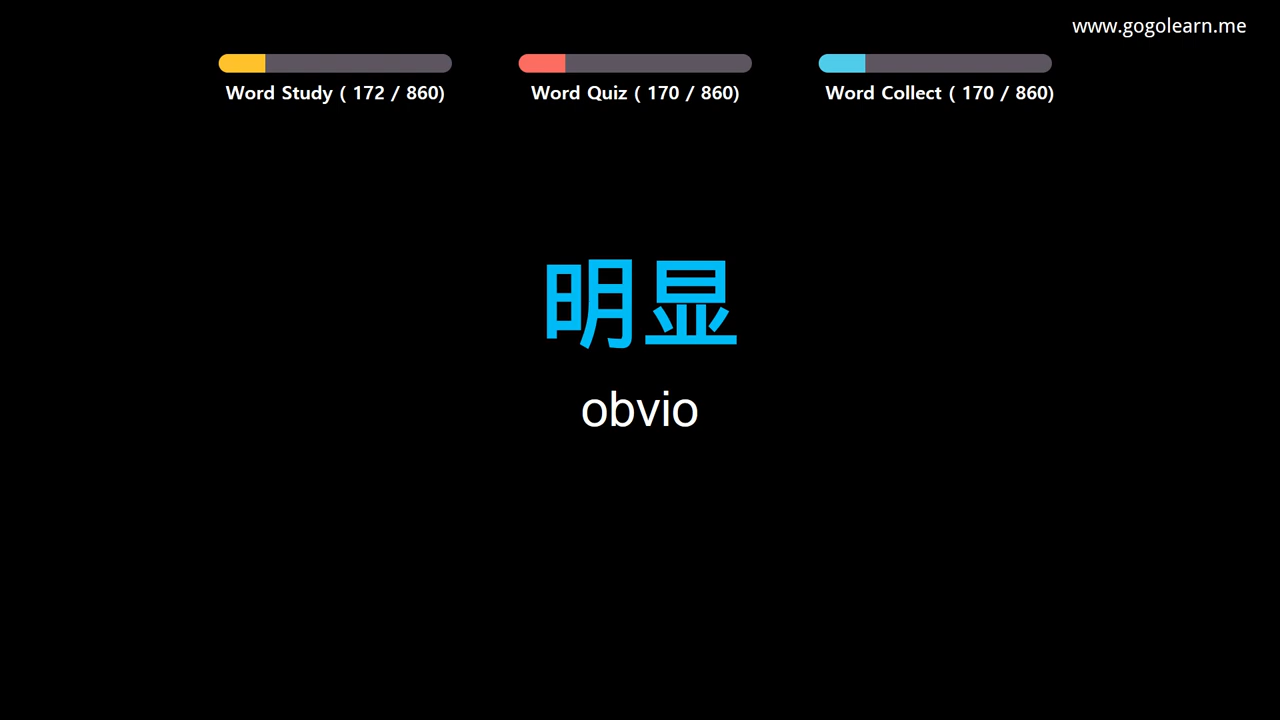 www.gogolearn.me
Word Study ( 172 / 860)
Word Quiz ( 170 / 860)
Word Collect ( 170 / 860)
明显
obvio